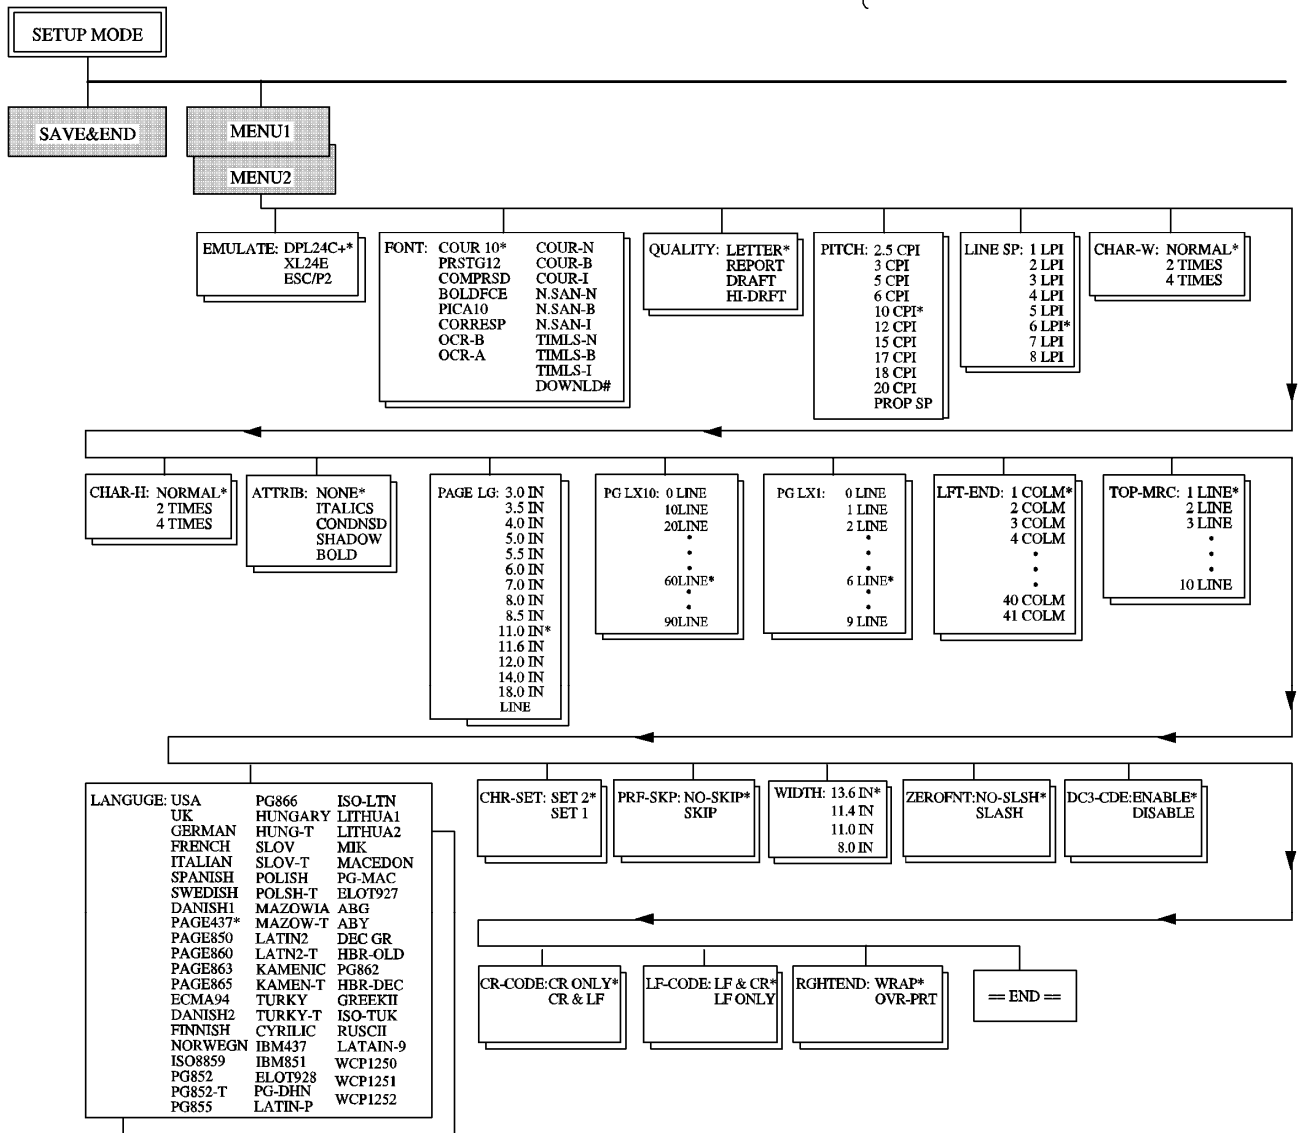 SETUP MODE
SAVE&END
MENU1
MENU2
EMULATE: DPL24C+*
XL24E
ESC/P2
FONT: COUR 10* COUR-N
PRSTG12 COUR-B
COMPRSD COUR-I
BOLDFCE N.SAN-N
PICA10 N.SAN-B
CORRESP N.SAN-I
OCR-B TIMLS-N
OCR-A TIMLS-B
TIMLS-I
DOWNLD#
QUALITY: LETTER*
REPORT
DRAFT
HI-DRFT
PITCH: 2.5 CPI
3 CPI
5 CPI
6 CPI
10 CPI*
12 CPI
15 CPI
17 CPI
18 CPI
20 CPI
PROP SP
LINE SP: 1 LPI
2 LPI
3 LPI
4 LPI
5 LPI
6 LPI*
7 LPI
8 LPI
CHAR-W: NORMAL*
2 TIMES
4 TIMES
CHAR-H: NORMAL*
2 TIMES
4 TIMES
ATTRIB: NONE*
ITALICS
CONDNSD
SHADOW
BOLD
PAGE LG: 3.0 IN
3.5 IN
4.0 IN
5.0 IN
5.5 IN
6.0 IN
7.0 IN
8.0 IN
8.5 IN
11.0 IN*
11.6 IN
12.0 IN
14.0 IN
18.0 IN
LINE
PG LX10: 0 LINE
10LINE
20LINE
60LINE*
90LINE
PG LX1: 0 LINE
1 LINE
2 LINE
6 LINE*
9 LINE
LFT-END: 1 COLM*
2 COLM
3 COLM
4 COLM
40 COLM
41 COLM
TOP-MRC: 1 LINE*
2 LINE
3 LINE
10 LINE
LANGUGE: USA PG866 ISO-LTN
UK HUNGARY LITHUA1
GERMAN HUNG-T LITHUA2
FRENCH SLOV MIK
ITALIAN SLOV-T MACEDON
SPANISH POLISH PG-MAC
SWEDISH POLSH-T ELOT927
DANISH1 MAZOWIA ABG
PAGE437* MAZOW-T ABY
PAGE850 LATIN2 DEC GR
PAGE860 LATN2-T HBR-OLD
PAGE863 KAMENIC PG862
PAGE865 KAMEN-T HBR-DEC
ECMA94 TURKY GREEKII
DANISH2 TURKY-T ISO-TUK
FINNISH CYRILIC RUSCII
NORWEGN IBM437 LATAIN-9
ISO8859 IBM851 WCP1250
PG852 ELOT928 WCP1251
PG852-T PG-DHN WCP1252
PG855 LATIN-P
CHR-SET: SET 2*
SET 1
PRF-SKP: NO-SKIP*
SKIP
WIDTH: 13.6 IN*
11.4 IN
11.0 IN
8.0 IN
ZEROFNT:NO-SLSH*
SLASH
DC3-CDE:ENABLE*
DISABLE
CR-CODE:CR ONLY*
CR & LF
LF-CODE: LF & CR*
LF ONLY
RGHTEND: WRAP*
OVR-PRT
== END ==